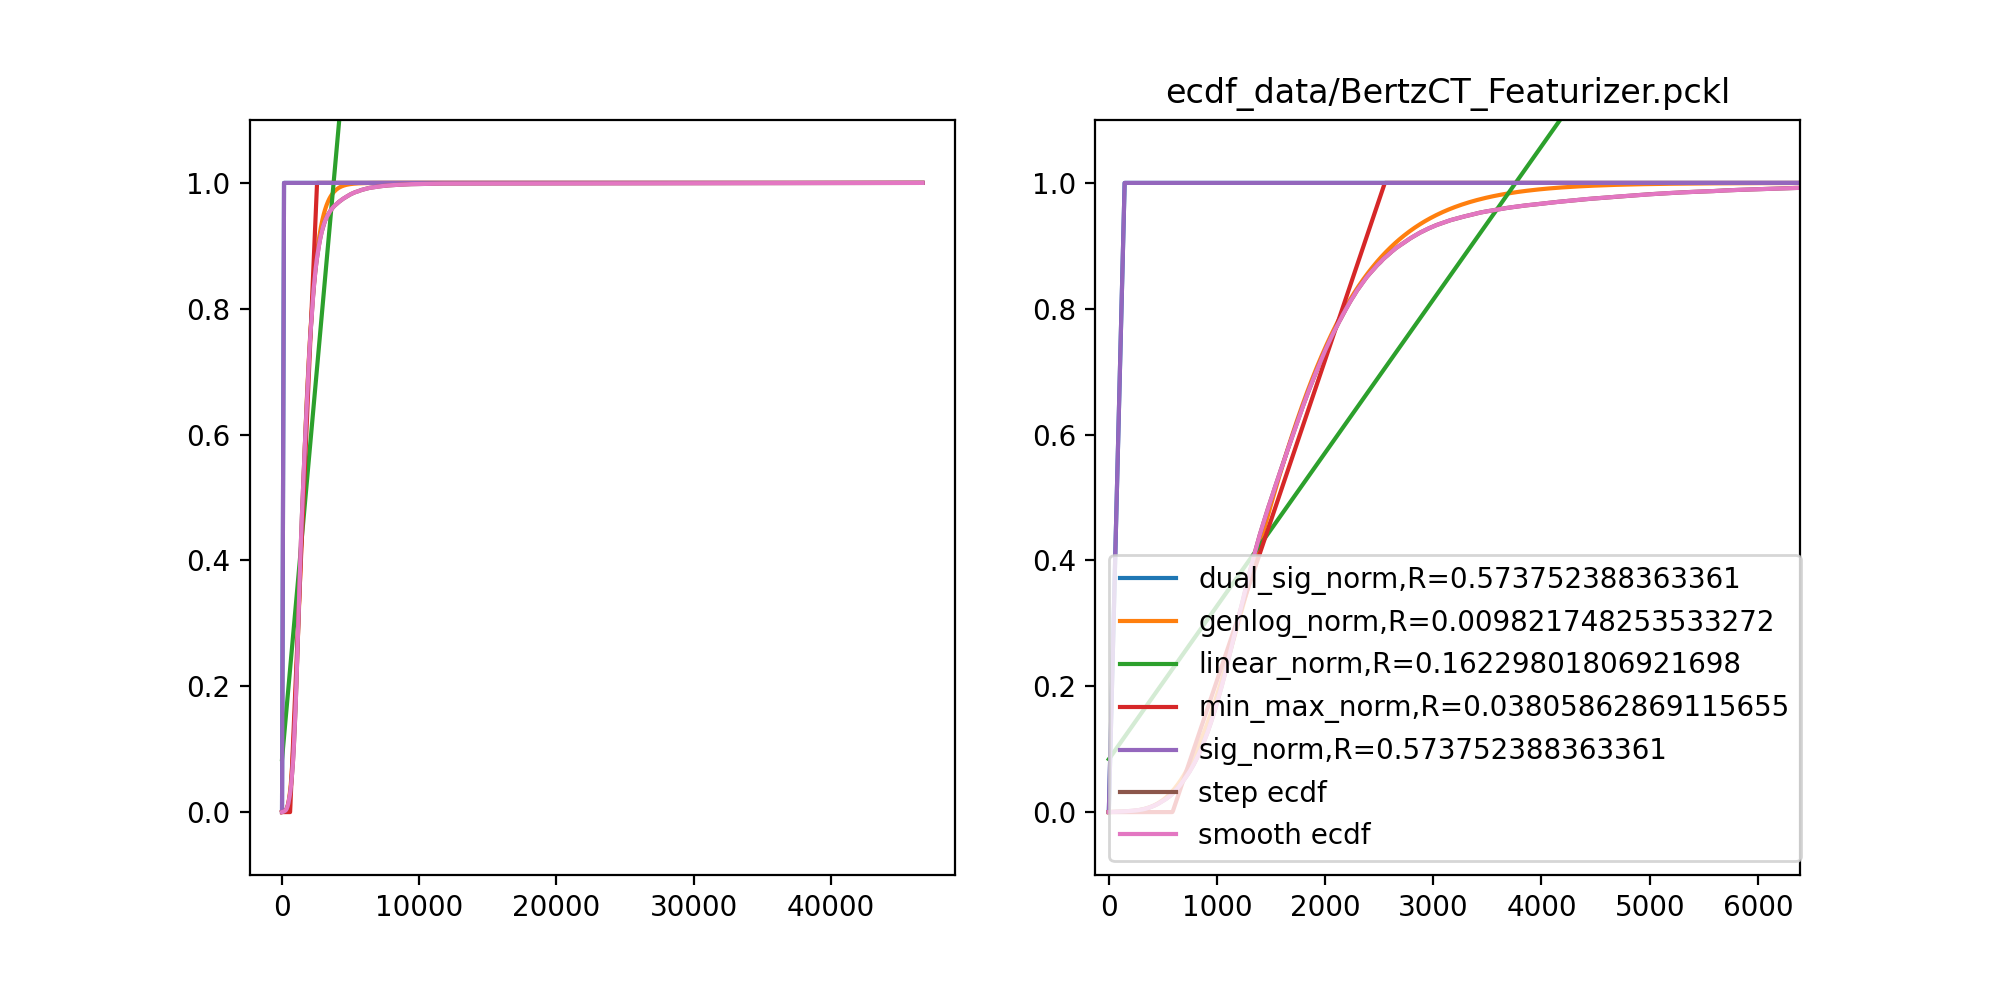 ecdf_data/BertzCT_Featurizer.pckl
1.0
0.8
0.6
0.4
0.2
0.0
0 10000 20000 30000 40000
1.0
0.8
0.6
0.4
0.2
0.0
0 1000 2000 3000 4000 5000 6000
dual_sig_norm,R=0.573752388363361
genlog_norm,R=0.009821748253533272
linear_norm,R=0.16229801806921698
min_max_norm,R=0.03805862869115655
sig_norm,R=0.573752388363361
step ecdf
smooth ecdf